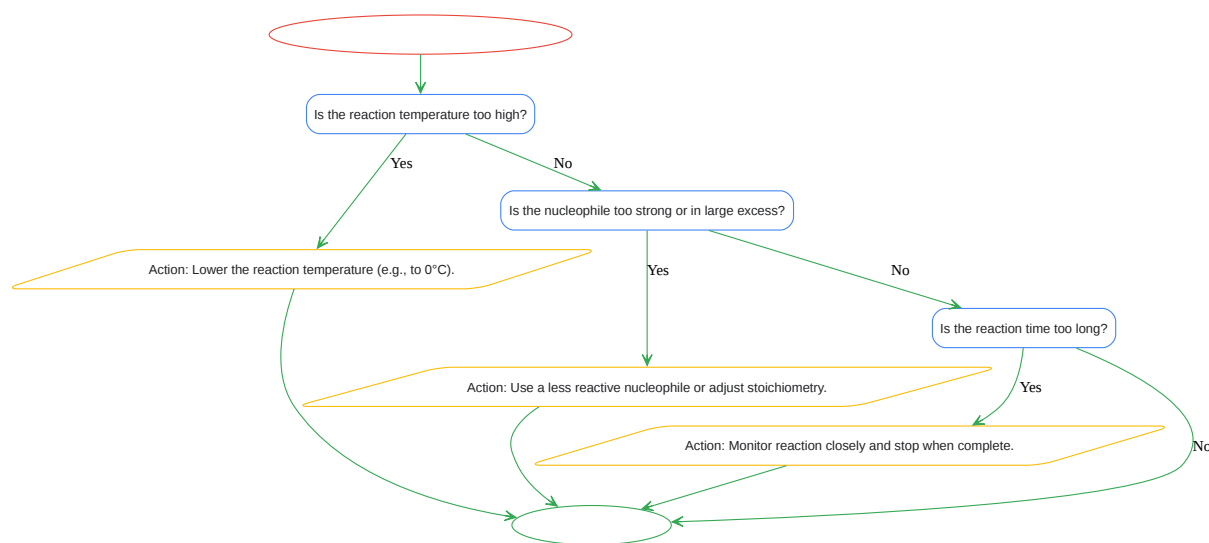 Is the reaction temperature too high?
Yes
No
Is the nucleophile too strong or in large excess?
Action: Lower the reaction temperature (e.g., to 0°C).
Yes
No
Is the reaction time too long?
Action: Use a less reactive nucleophile or adjust stoichiometry.
Yes
Action: Monitor reaction closely and stop when complete.
No